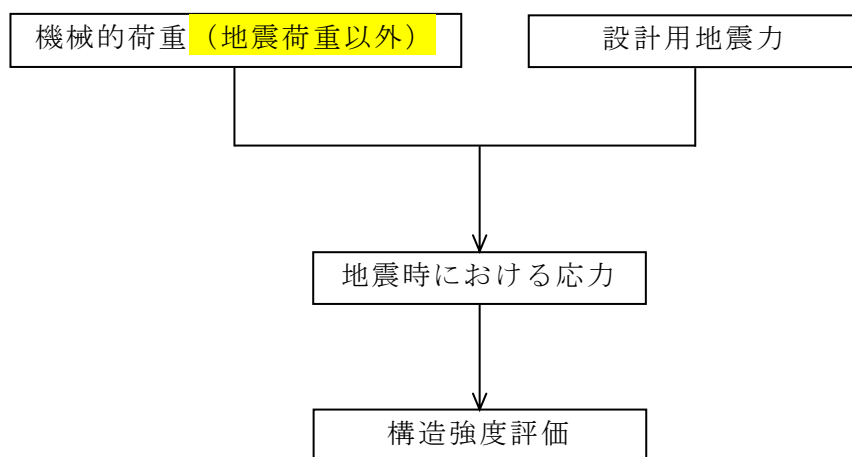 機械的荷重（地震荷重以外）
設計用地震力
地震時における応力
構造強度評価